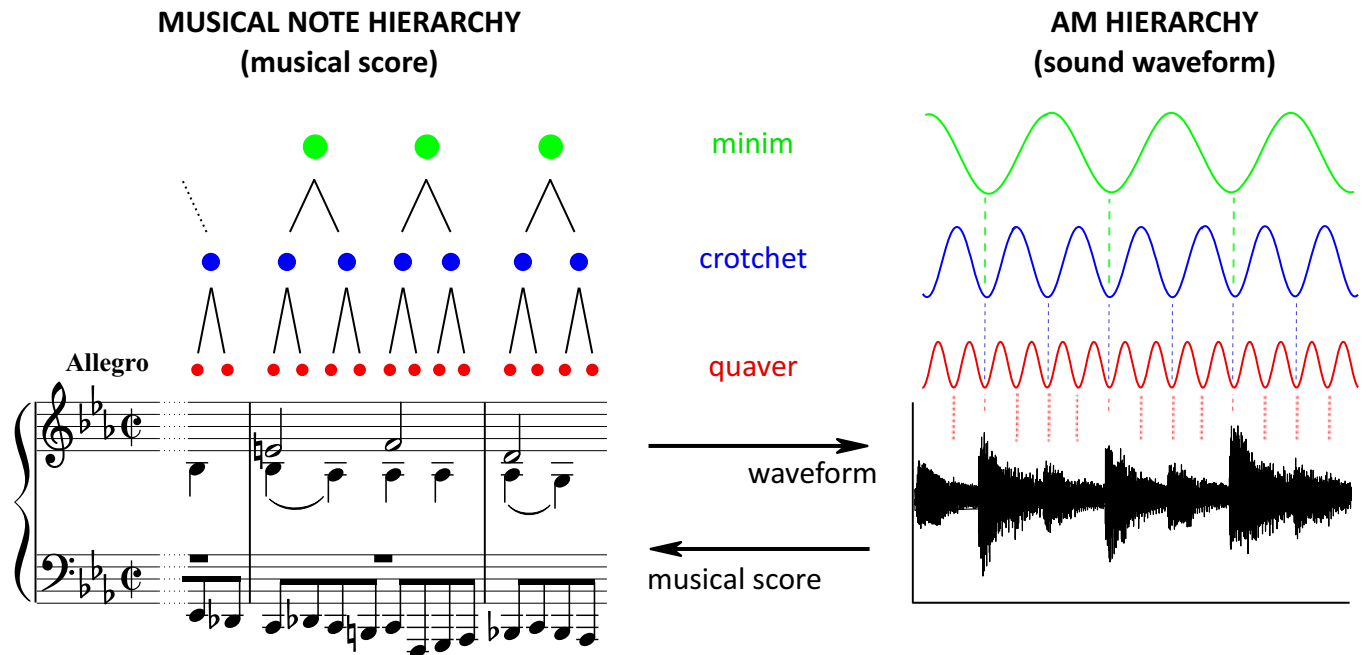 MUSICAL NOTE HIERARCHY
(musical score)
AM HIERARCHY
(sound waveform)
minim
crotchet
quaver
Allegro
waveform
musical score